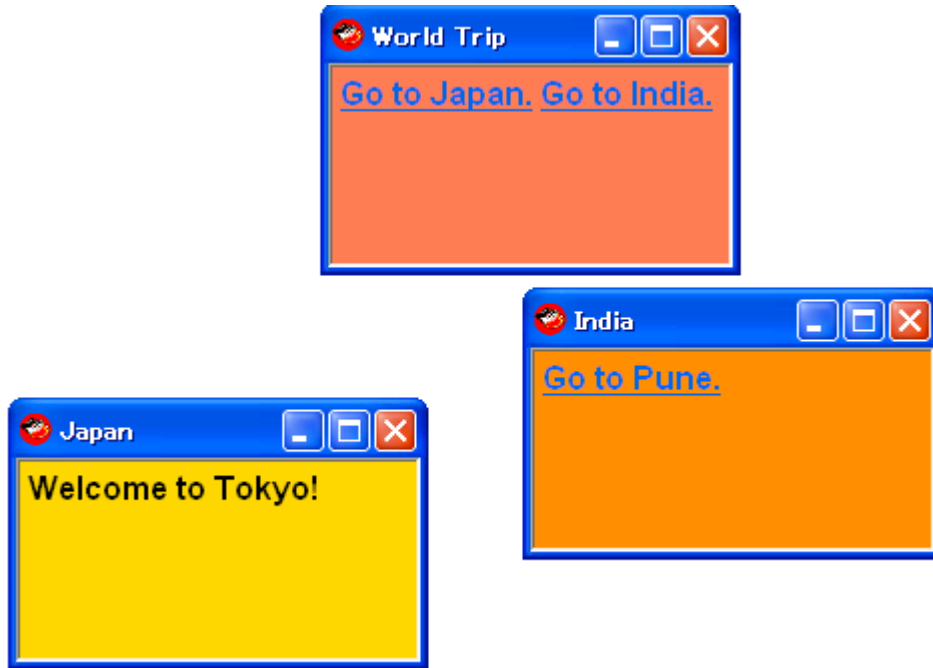 World Trip
Go to Japan. Go to India.
India
Go to Pune.
Japan
Welcome to Tokyo!